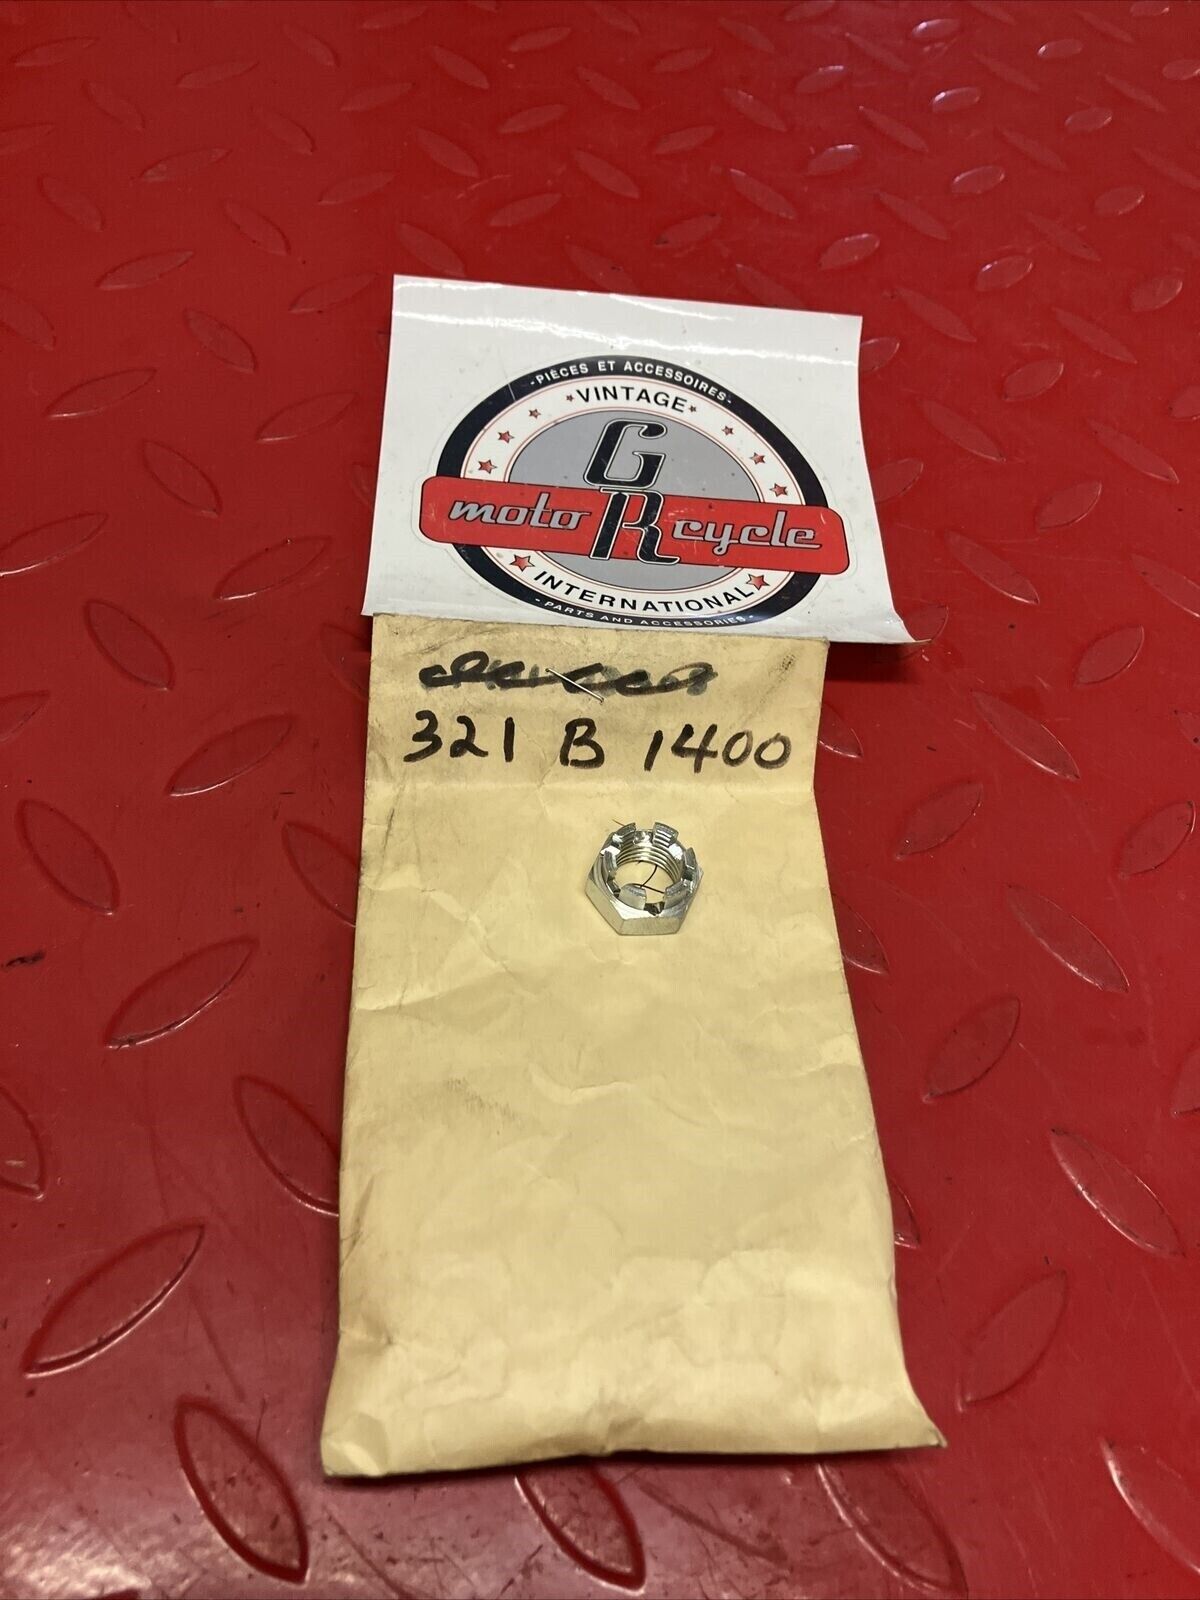 -PIÈCES ET ACCESSOIRES-
VINTAGE
GR
moto cycle
INTERNATIONAL
-PARTS AND ACCESSORIES-
321 B 1400